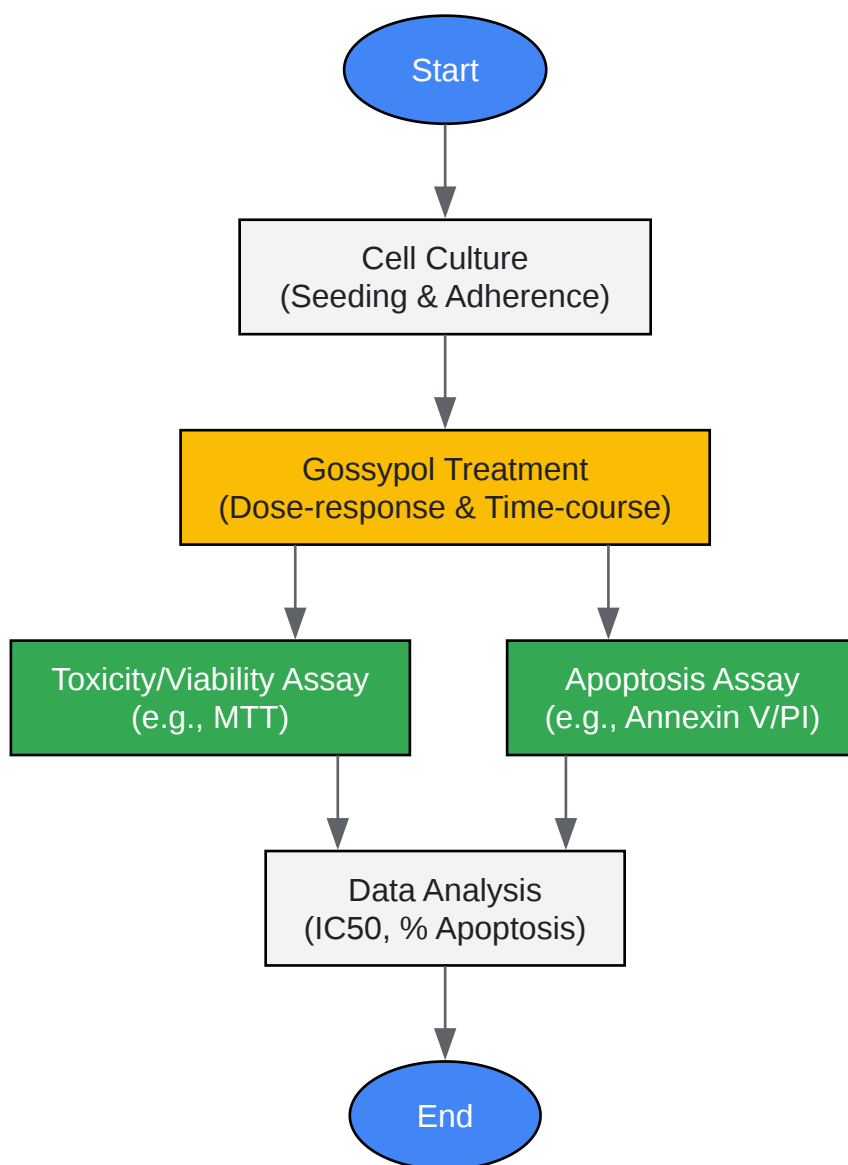 Start
Cell Culture
(Seeding & Adherence)
Gossypol Treatment
(Dose-response & Time-course)
Toxicity/Viability Assay
(e.g., MTT)
Apoptosis Assay
(e.g., Annexin V/PI)
Data Analysis
(IC50, % Apoptosis)
End